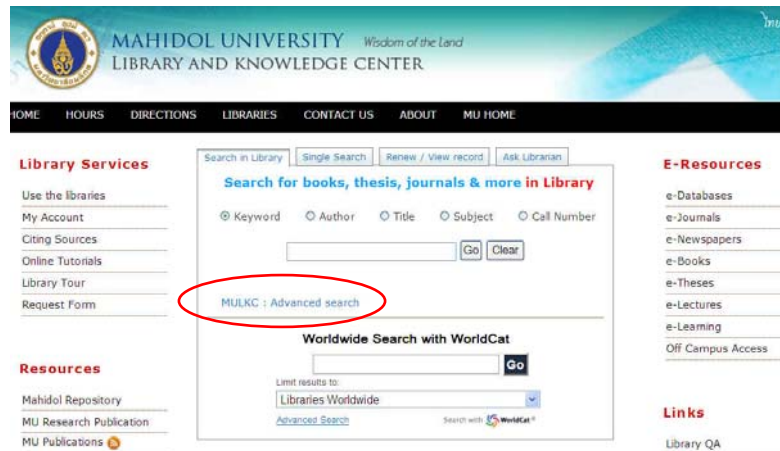 MAHIDOL UNIVERSITY Wisdom of the Land
LIBRARY AND KNOWLEDGE CENTER
HOME HOURS DIRECTIONS LIBRARIES CONTACT US ABOUT MU HOME
Library Services
Use the libraries
My Account
Citing Sources
Online Tutorials
Library Tour
Request Form
Resources
Mahidol Repository
MU Research Publication
MU Publications
Search in Library Single Search Renew / View record Ask Librarian
Search for books, thesis, journals & more in Library
Keyword Author Title Subject Call Number
Go Clear
MULKC : Advanced search
Worldwide Search with WorldCat
Go
Limit results to:
Libraries Worldwide
Advanced Search Search with WorldCat
E-Resources
e-Databases
e-Journals
e-Newspapers
e-Books
e-Theses
e-Lectures
e-Learning
Off Campus Access
Links
Library QA